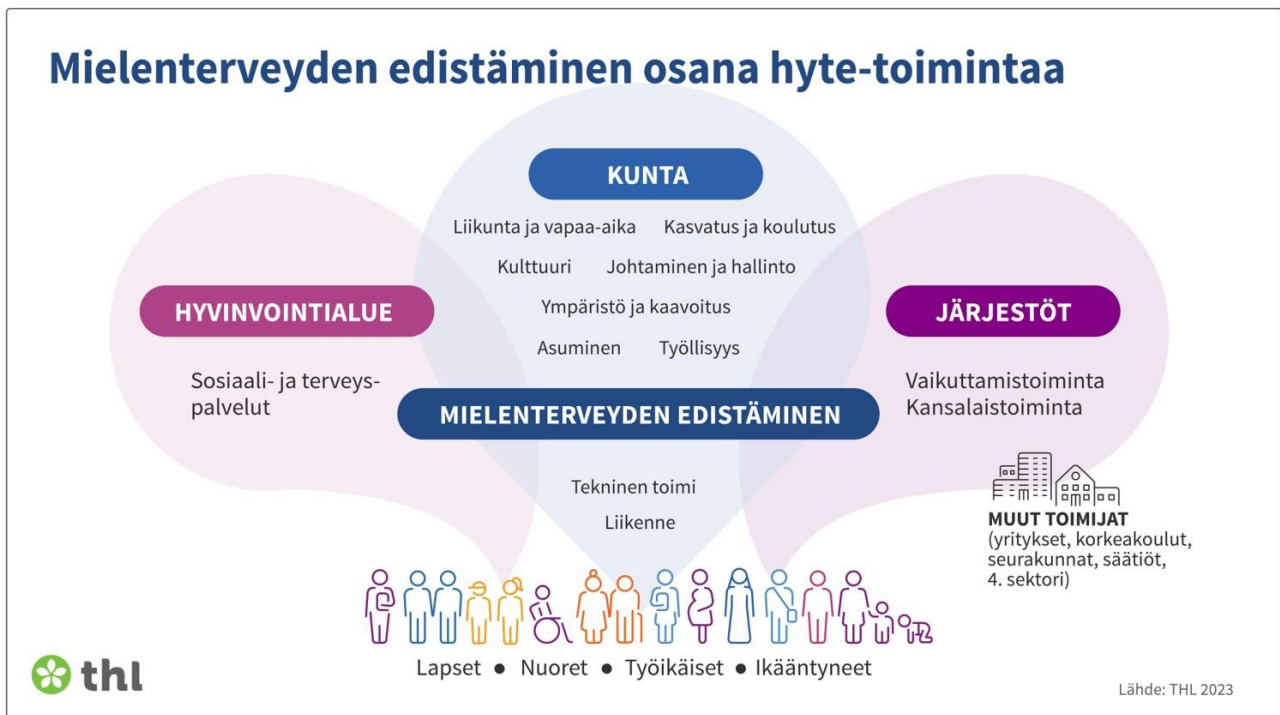 Mielenterveyden edistäminen osana hyte-toimintaa
KUNTA
Liikunta ja vapaa-aika Kasvatus ja koulutus
Kulttuuri Johtaminen ja hallinto
Ympäristö ja kaavoitus
Asuminen Työllisyys
HYVINVOINTIALUE
Sosiaali- ja terveys-
palvelut
JÄRJESTÖT
Vaikuttamistoiminta
Kansalaistoiminta
MIELENTERVEYDEN EDISTÄMINEN
Tekninen toimi
Liikenne
MUUT TOIMIJAT
(yritykset, korkeakoulut,
seurakunnat, säätiöt,
4. sektori)
Lapset ● Nuoret ● Työikäiset ● Ikääntyneet
thl
Lähde: THL 2023